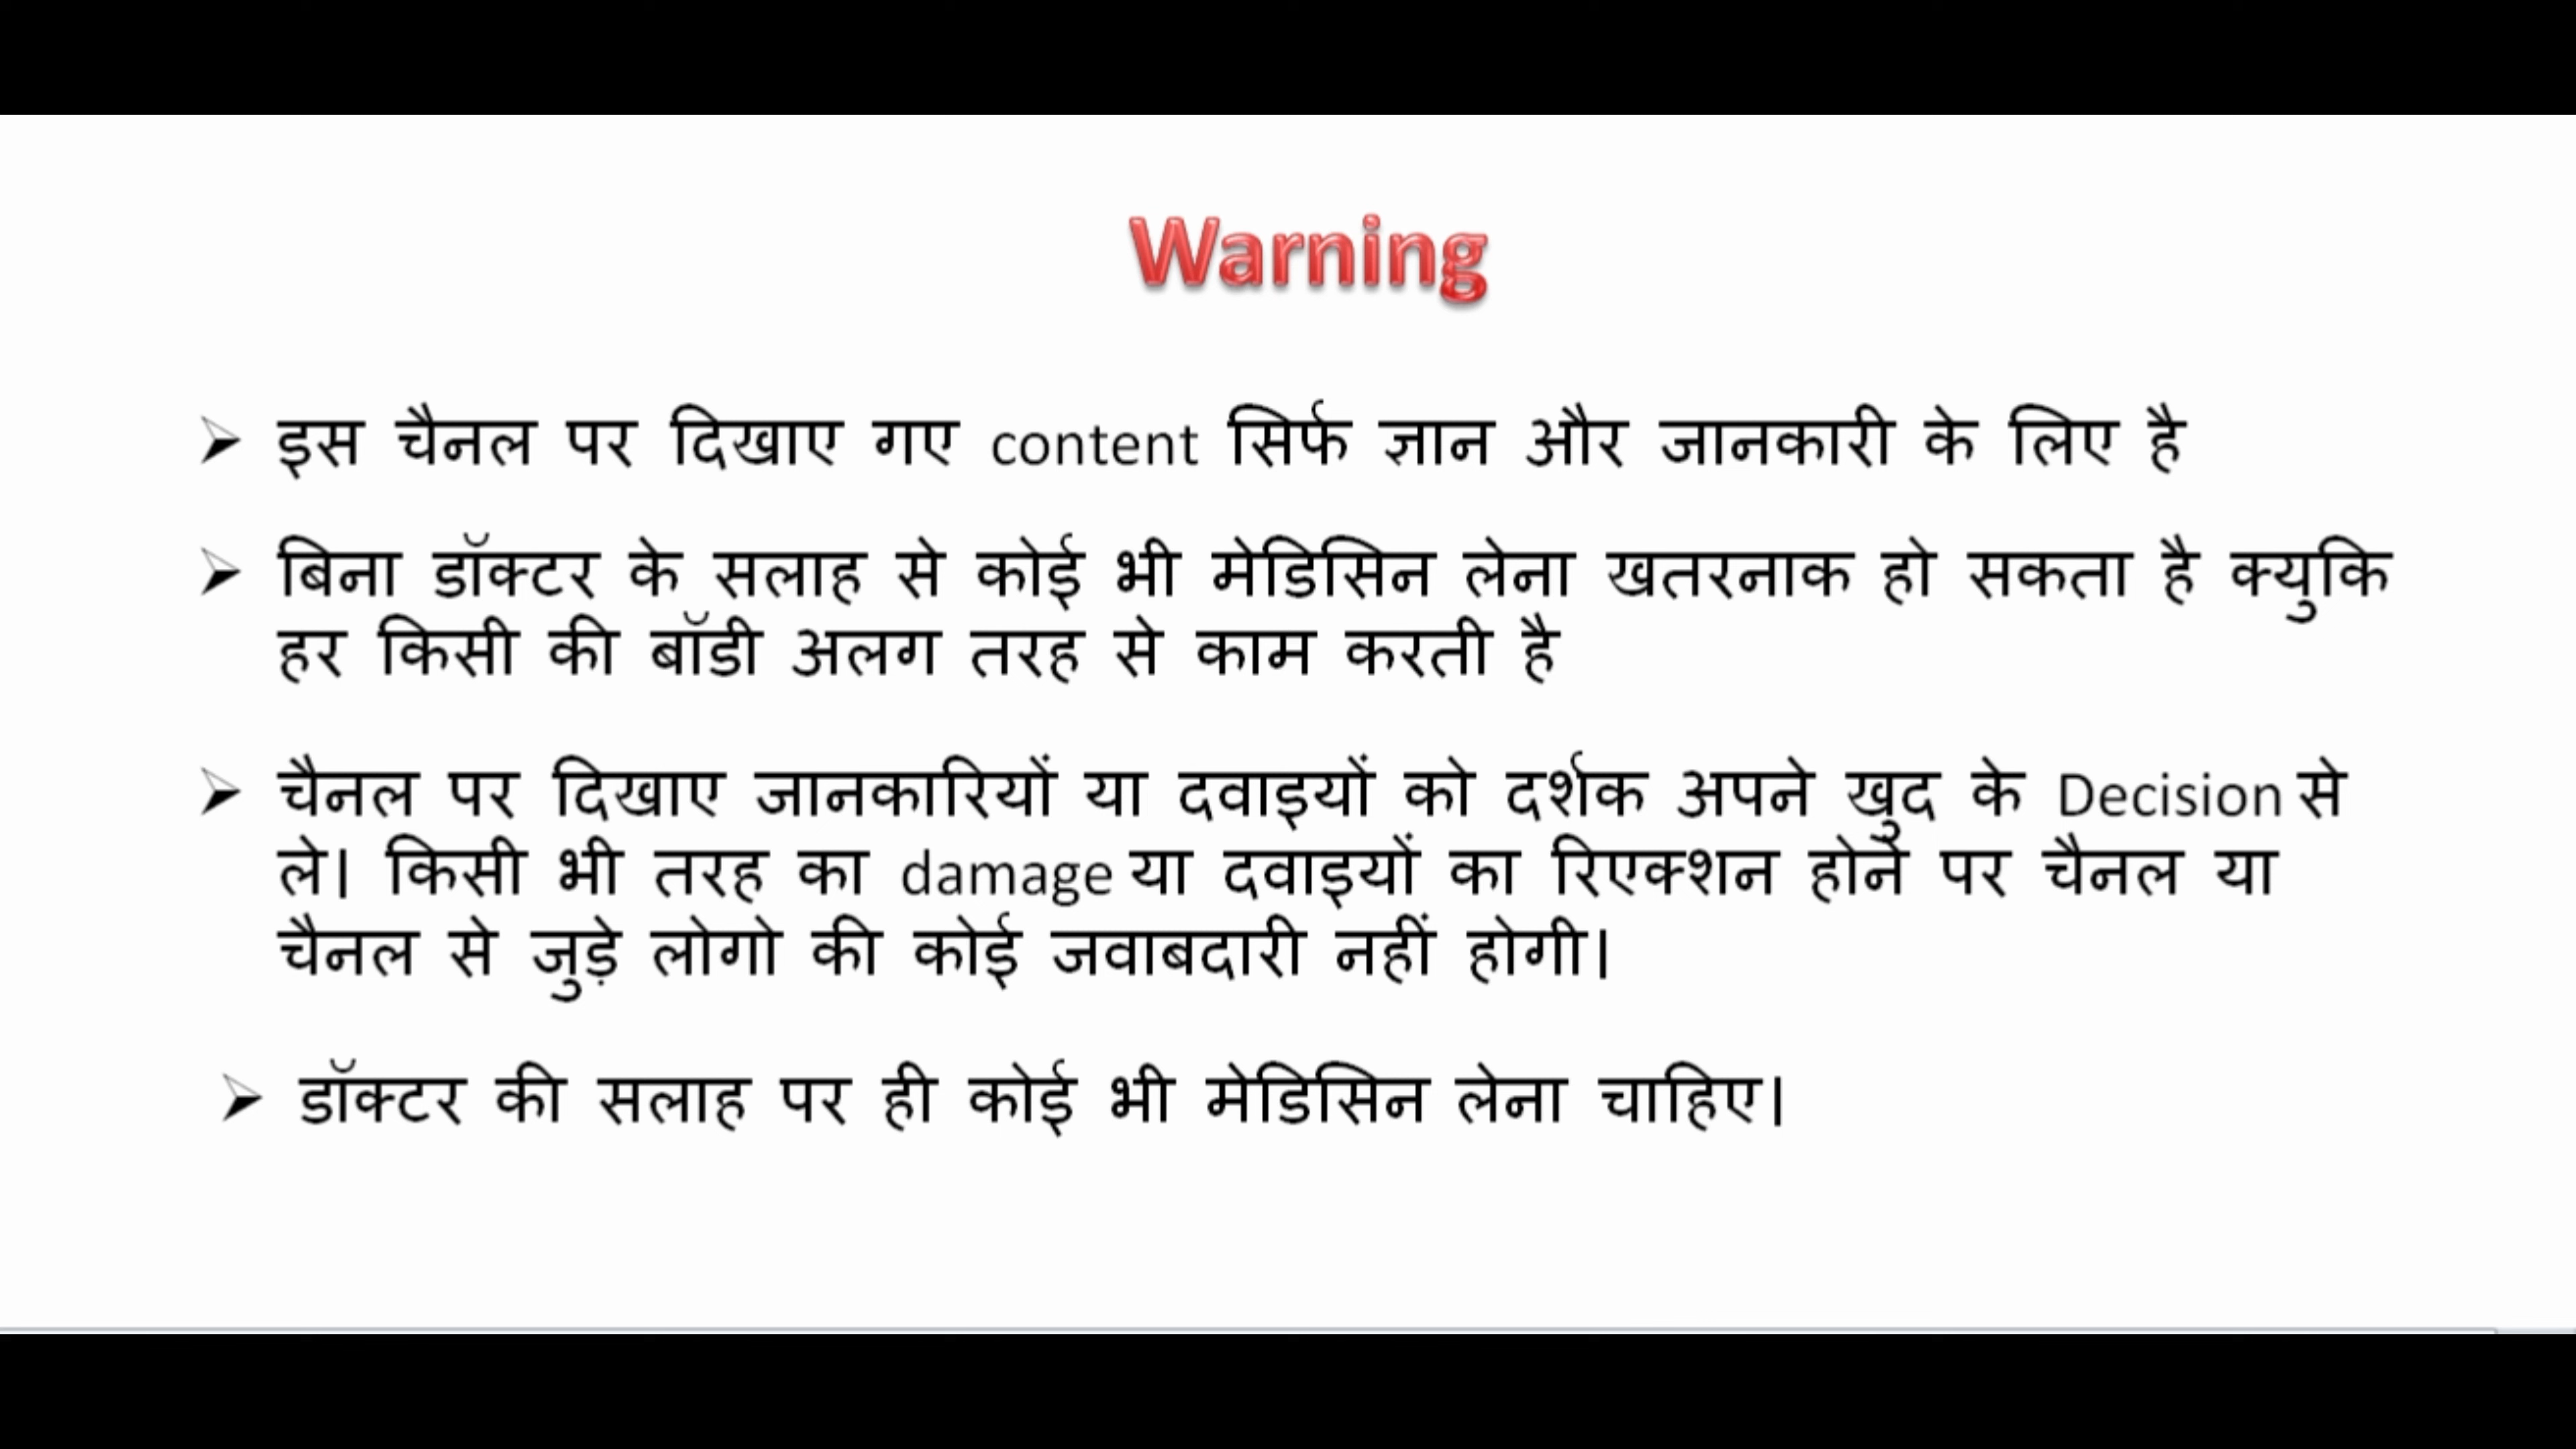 Warning
➢ इस चैनल पर दिखाए गए content सिर्फ ज्ञान और जानकारी के लिए है
➢ बिना डॉक्टर के सलाह से कोई भी मेडिसिन लेना खतरनाक हो सकता है क्युकि
हर किसी की बॉडी अलग तरह से काम करती है
➢ चैनल पर दिखाए जानकारियों या दवाइयों को दर्शक अपने खुद के Decision से
ले। किसी भी तरह का damage या दवाइयों का रिएक्शन होने पर चैनल या
चैनल से जुड़े लोगो की कोई जवाबदारी नहीं होगी।
➢ डॉक्टर की सलाह पर ही कोई भी मेडिसिन लेना चाहिए।